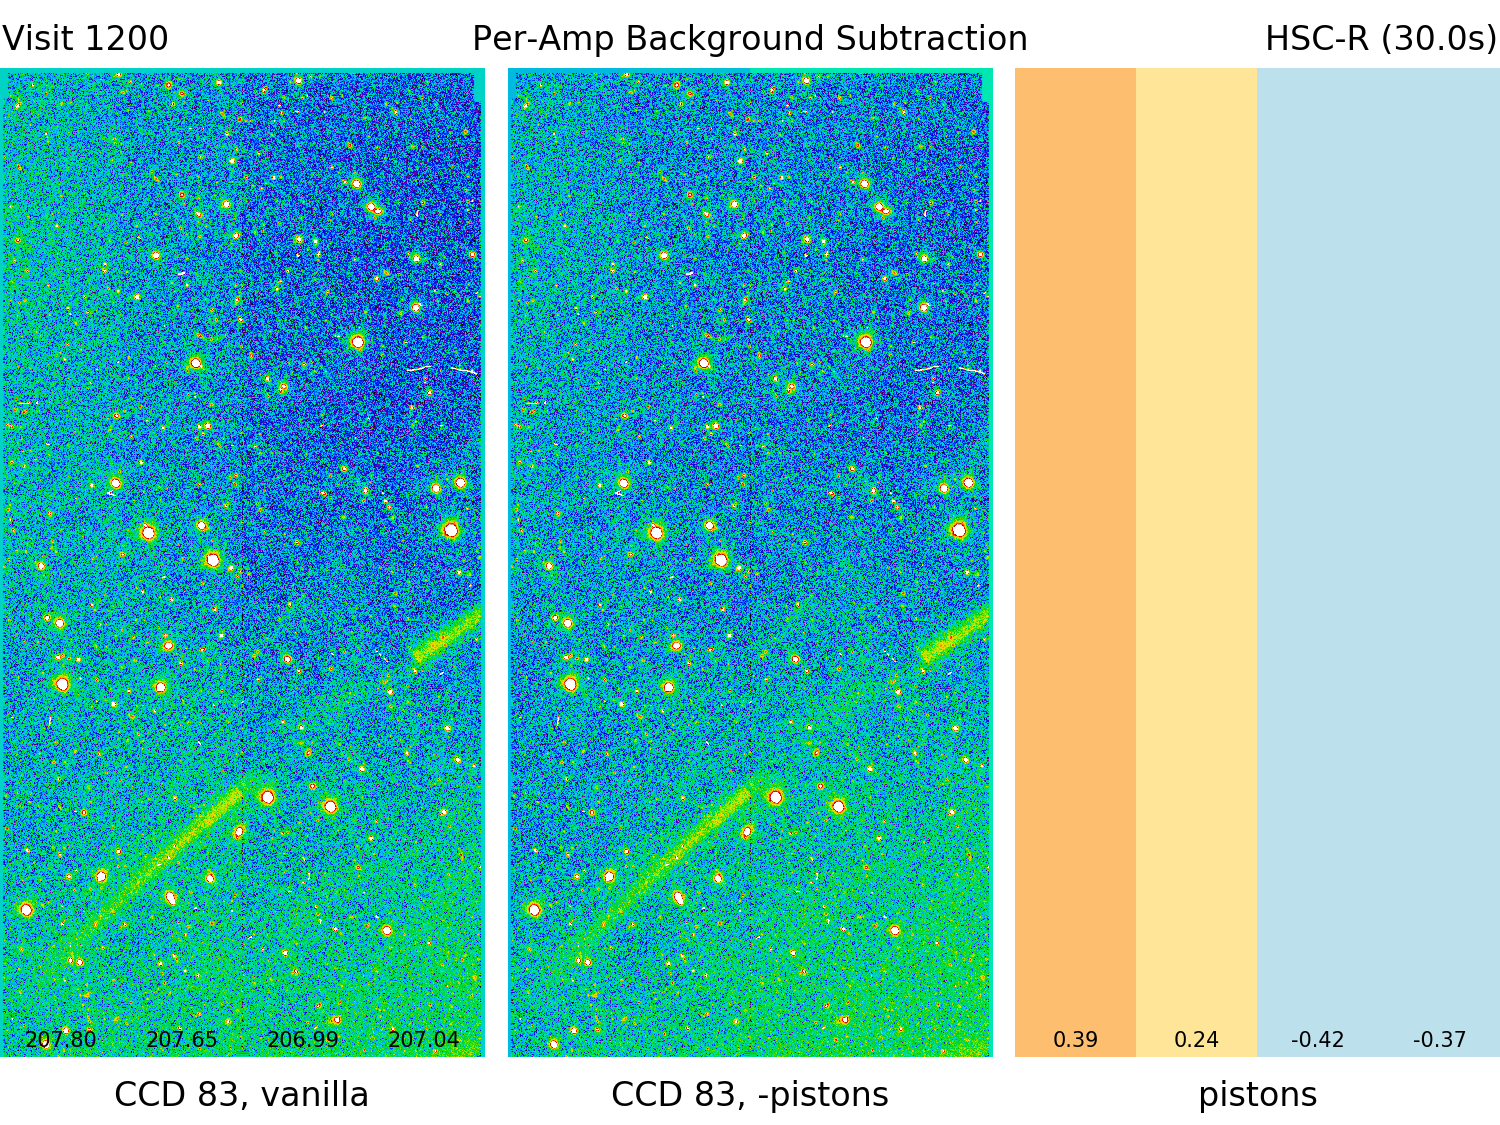 Visit 1200 Per-Amp Background Subtraction HSC-R (30.0s)
207.80 207.65 206.99 207.04 0.39 0.24 -0.42 -0.37
CCD 83, vanilla CCD 83, -pistons pistons